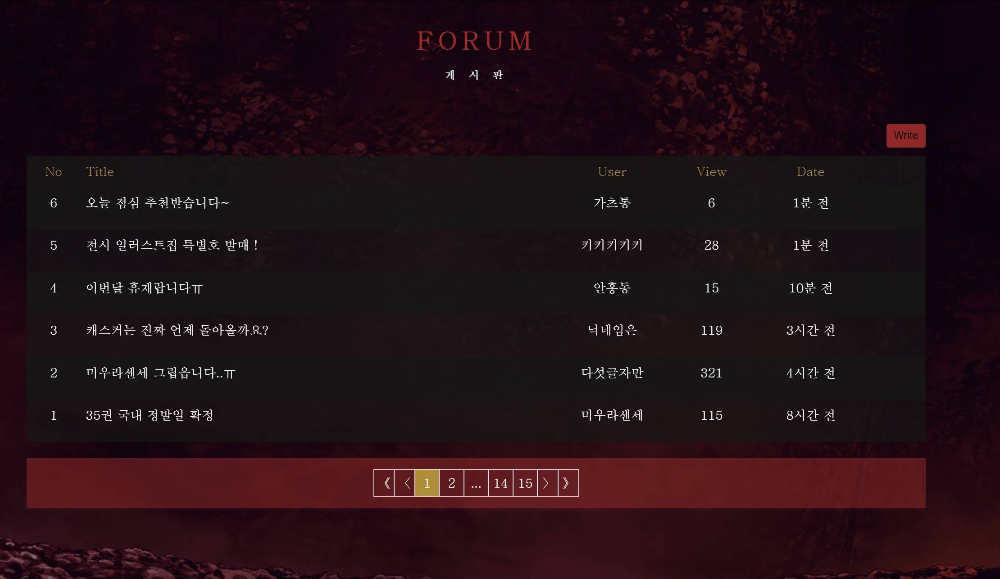 FORUM
게 시 판
Write
No Title User View Date
6 오늘 점심 추천받습니다~ 가츠통 6 1분 전
5 전시 일러스트집 특별호 발매 ! 키키키키키 28 1분 전
4 이번달 휴재랍니다ㅠ 안홍동 15 10분 전
3 캐스커는 진짜 언제 돌아올까요? 닉네임은 119 3시간 전
2 미우라센세 그립읍니다..ㅠ 다섯글자만 321 4시간 전
1 35권 국내 정발일 확정 미우라센세 115 8시간 전
《 〈 1 2 ... 14 15 〉 》